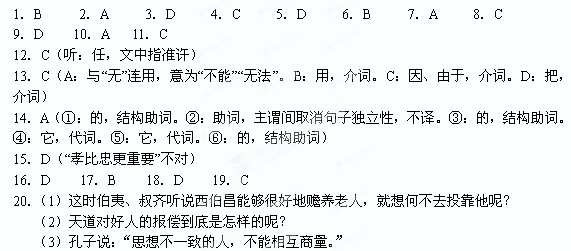 1. B 2. A 3. D 4. C 5. D 6. B 7. A 8. C
9. D 10. A 11. C
12. C（听：任，文中指准许）
13. C（A：与“无”连用，意为“不能”“无法”。B：用，介词。C：因、由于，介词。D：把，
介词）
14. A（①：的，结构助词。②：助词，主谓间取消句子独立性，不译。③：的，结构助词。
④：它，代词。⑤：它，代词。⑥：的，结构助词）
15. D（“孝比忠更重要”不对）
16. D 17. B 18. D 19. C
20.（1）这时伯夷、叔齐听说西伯昌能够很好地赡养老人，就想何不去投靠他呢？
（2）天道对好人的报偿到底是怎样的呢？
（3）孔子说：“思想不一致的人，不能相互商量。”